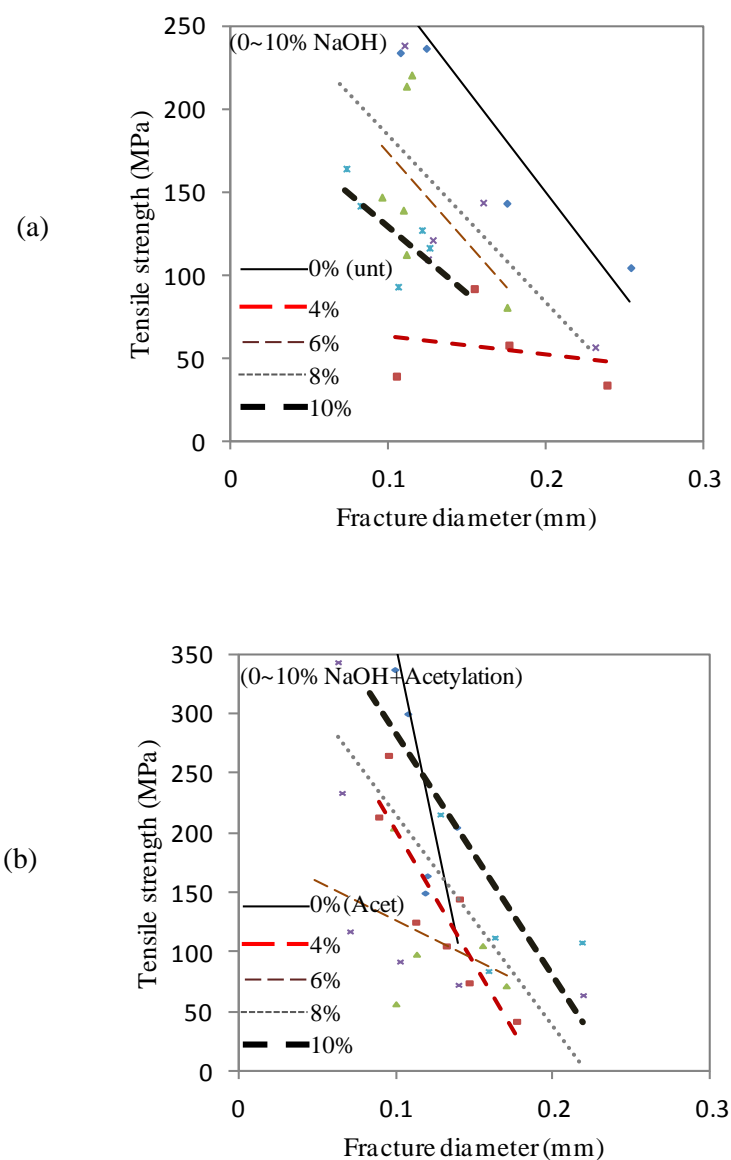 (a)
Tensile strength (MPa)
250
200
150
100
50
0
(0~10% NaOH)
0% (unt)
4%
6%
8%
10%
0 0.1 0.2 0.3
Fracture diameter (mm)
(b)
Tensile strength (MPa)
350
300
250
200
150
100
50
0
(0~10% NaOH+Acetylation)
0% (Acet)
4%
6%
8%
10%
0 0.1 0.2 0.3
Fracture diameter (mm)